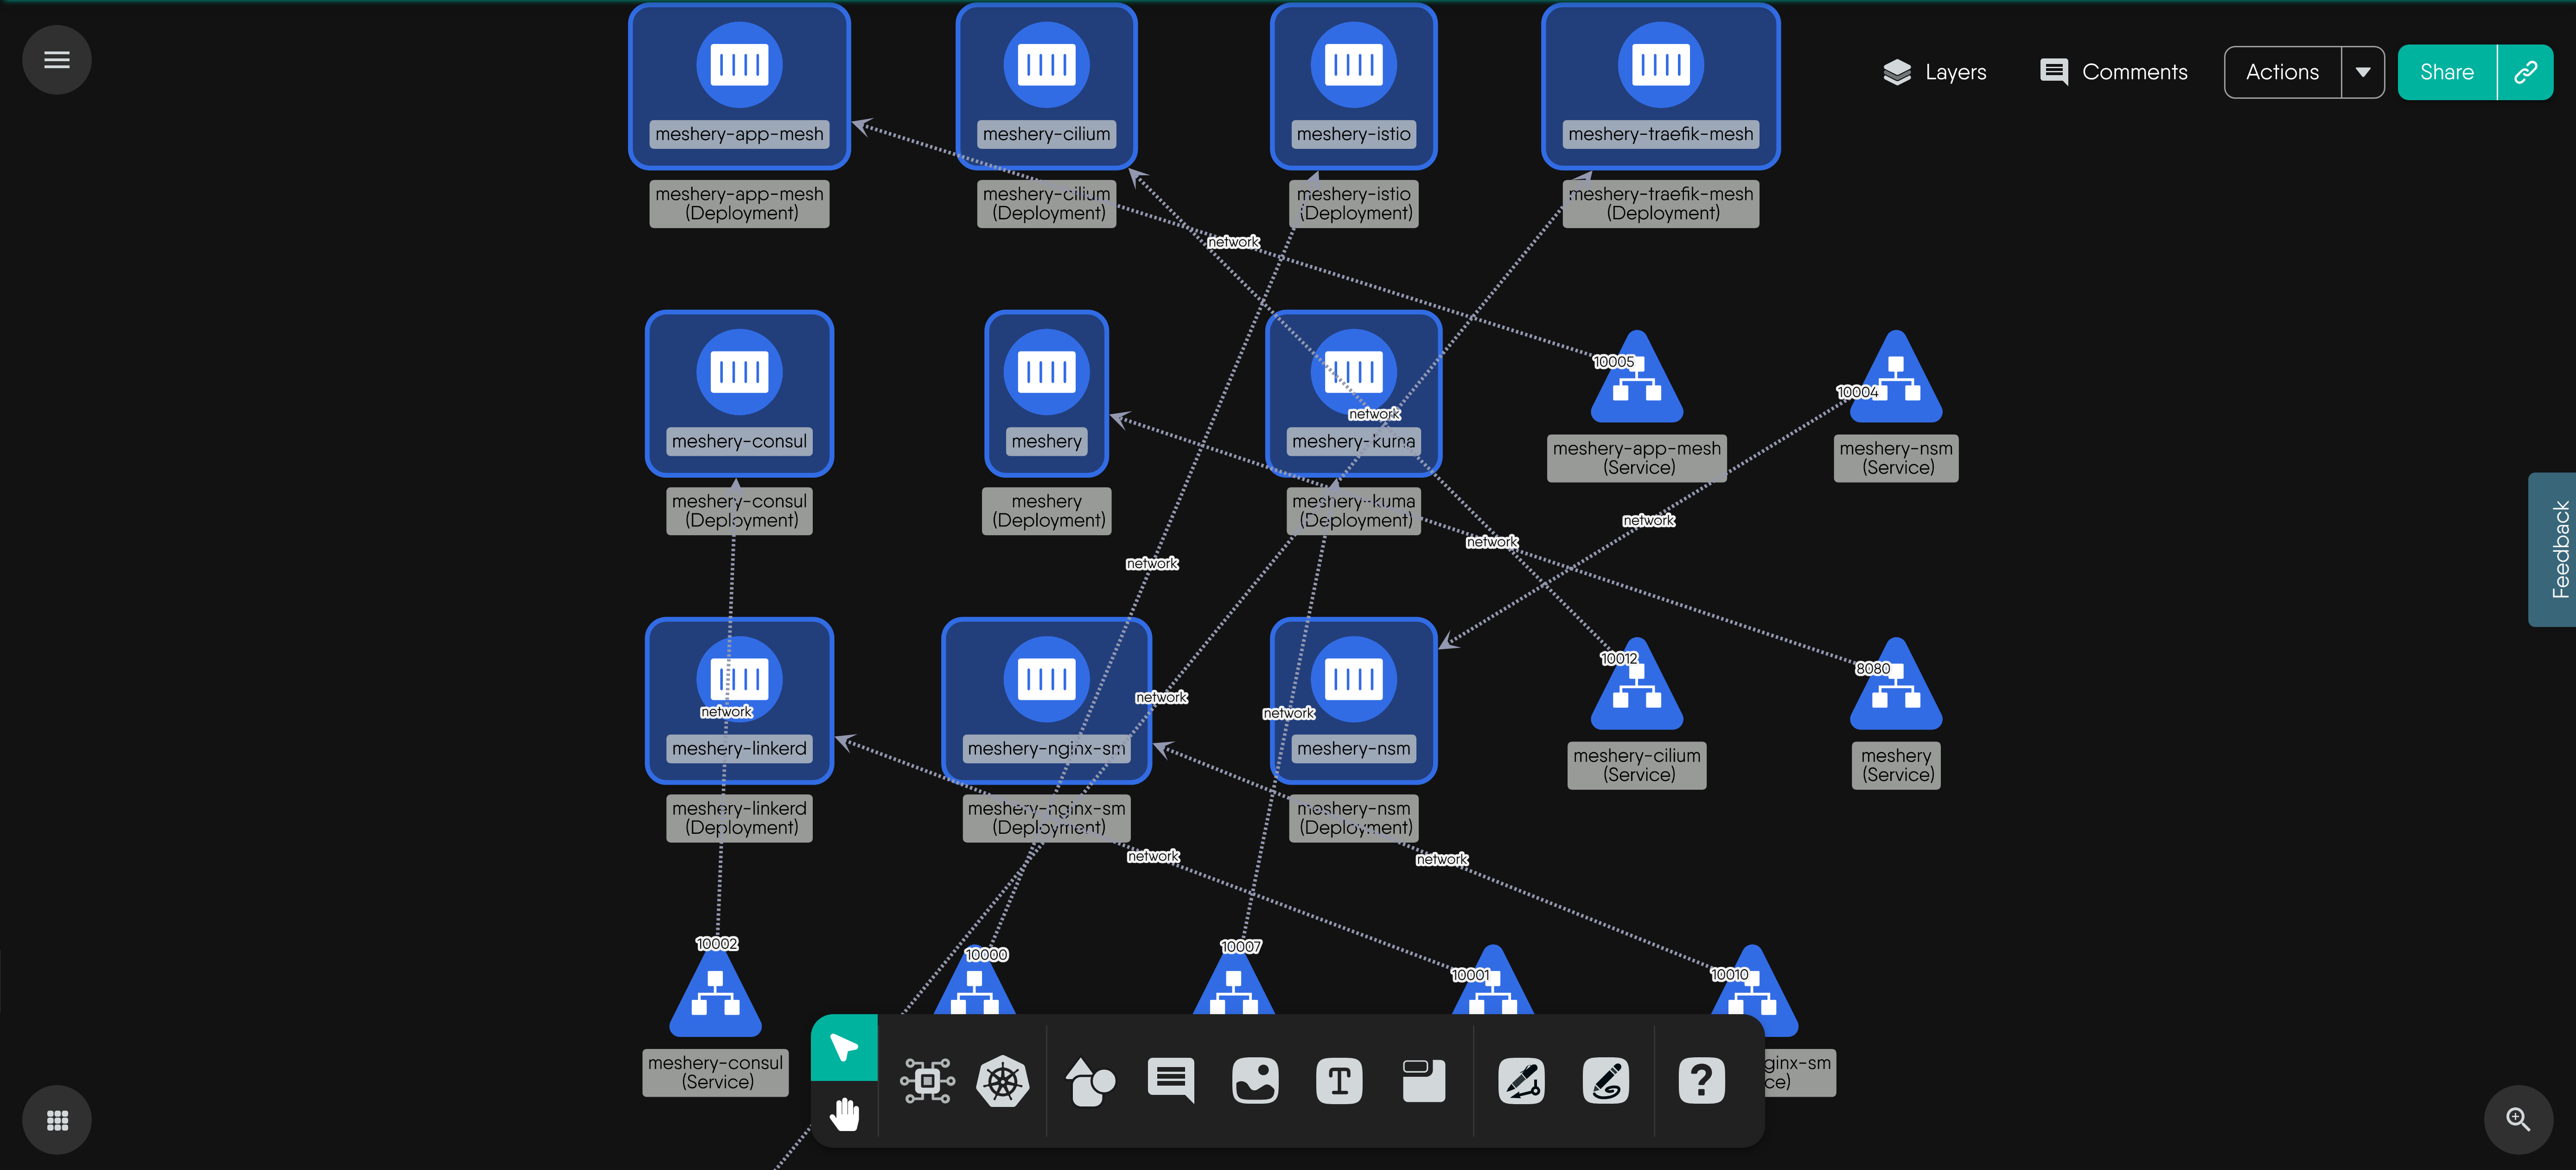 meshery-app-mesh
meshery-cilium
meshery-istio
meshery-traefik-mesh
Layers
Comments
Actions
Share
meshery-app-mesh
(Deployment)
meshery-cilium
(Deployment)
meshery-istio
(Deployment)
meshery-traefik-mesh
(Deployment)
network
10005
10004
network
meshery-consul
meshery
meshery-kuma
meshery-app-mesh
(Service)
meshery-nsm
(Service)
meshery-consul
(Deployment)
meshery
(Deployment)
meshery-kuma
(Deployment)
network
network
network
Feedback
10012
8080
network
network
network
meshery-linkerd
meshery-nginx-sm
meshery-nsm
meshery-cilium
(Service)
meshery
(Service)
meshery-linkerd
(Deployment)
meshery-nginx-sm
(Deployment)
meshery-nsm
(Deployment)
network
network
10002
10000
10007
10001
10010
meshery-consul
(Service)
ginx-sm
ce)
T
?